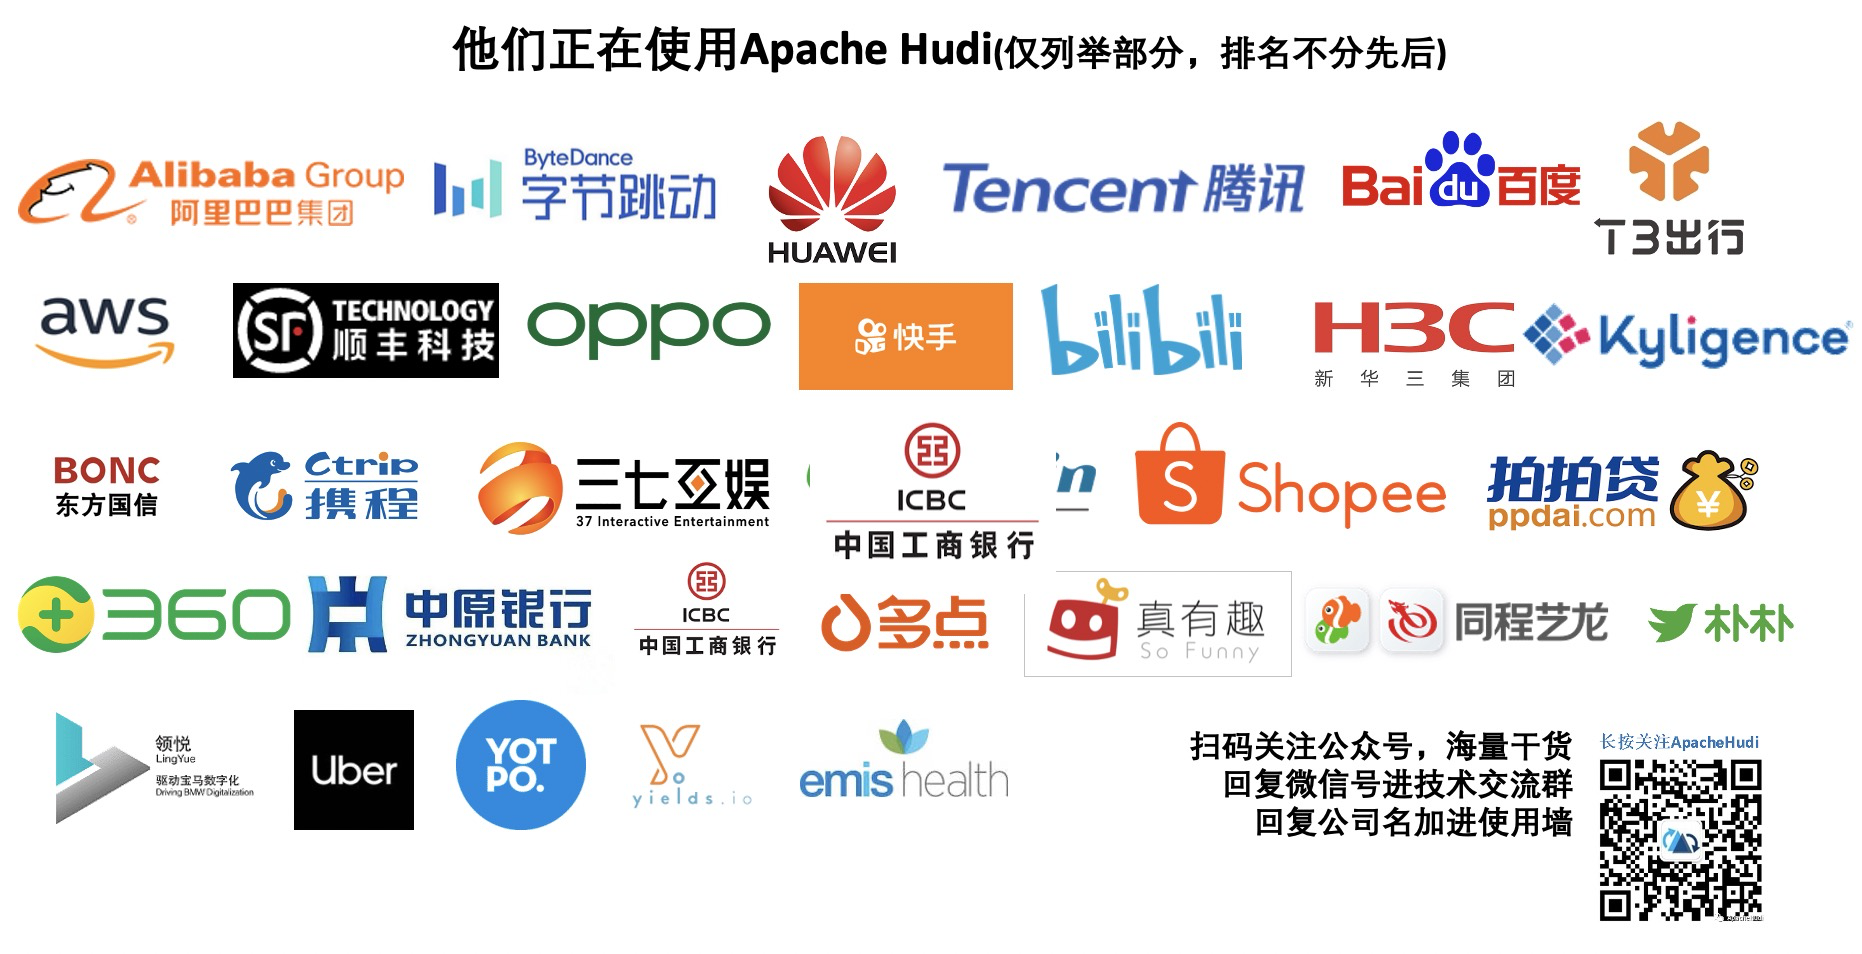 他们正在使用Apache Hudi(仅列举部分，排名不分先后)
Alibaba Group
阿里巴巴集团
ByteDance
字节跳动
HUAWEI
Tencent 腾讯
Bai du 百度
T3出行
aws
SF TECHNOLOGY
顺丰科技
oppo
快手
bilibili
H3C
新华三集团
Kyligence
BONC
东方国信
Ctrip
携程
三七互娱
37 Interactive Entertainment
ICBC
中国工商银行
in
Shopee
拍拍贷
ppdai.com
360
中原银行
ZHONGYUAN BANK
ICBC
中国工商银行
多点
真有趣
So Funny
同程艺龙
朴朴
领悦
LingYue
驱动宝马数字化
Driving BMW Digitalization
Uber
YOT
PO.
yields.io
emis health
扫码关注公众号，海量干货
回复微信号进技术交流群
回复公司名加进使用墙
长按关注ApacheHudi